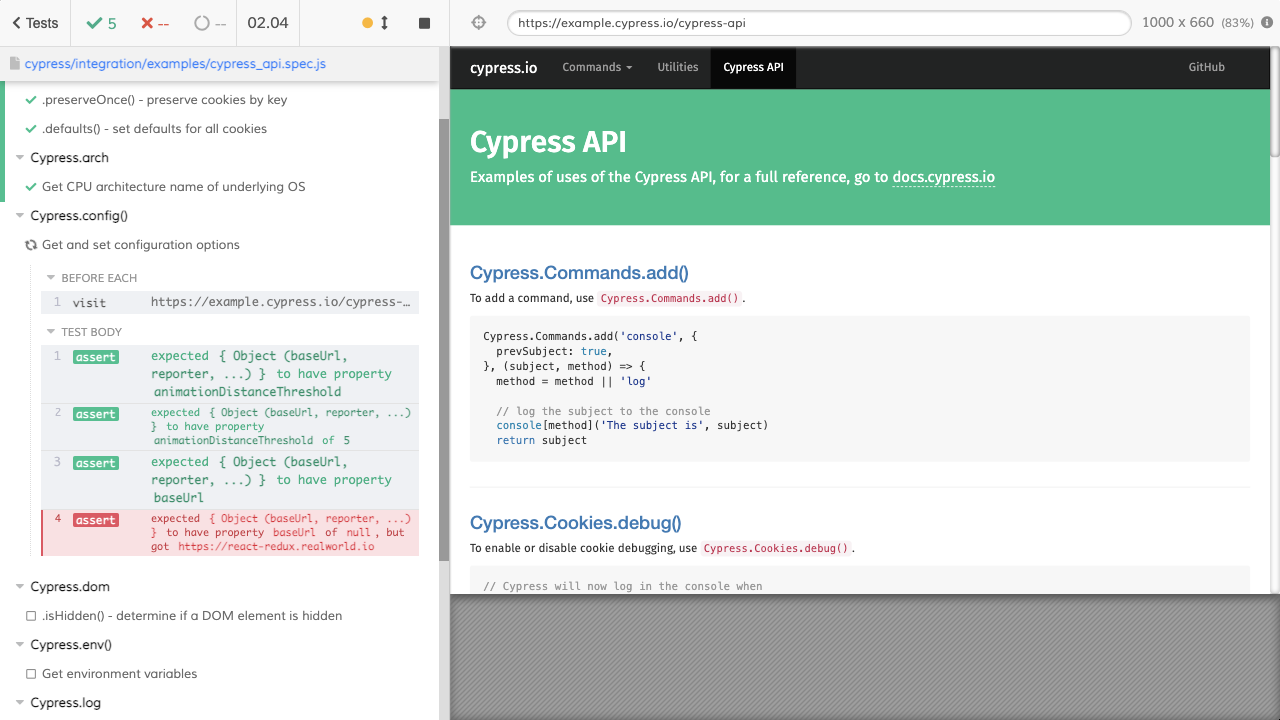 Tests
5
--
--
02.04
https://example.cypress.io/cypress-api
1000 x 660 (83%)
cypress/integration/examples/cypress_api.spec.js
.preserveOnce() - preserve cookies by key
.defaults() - set defaults for all cookies
Cypress.arch
Get CPU architecture name of underlying OS
Cypress.config()
Get and set configuration options
BEFORE EACH
1 visit https://example.cypress.io/cypress-…
TEST BODY
1 assert expected { Object (baseUrl,
reporter, ...) } to have property
animationDistanceThreshold
2 assert expected { Object (baseUrl, reporter, ...)
} to have property
animationDistanceThreshold of 5
3 assert expected { Object (baseUrl,
reporter, ...) } to have property
baseUrl
4 assert expected { Object (baseUrl, reporter, ...)
} to have property baseUrl of null, but
got https://react-redux.realworld.io
Cypress.dom
.isHidden() - determine if a DOM element is hidden
Cypress.env()
Get environment variables
Cypress.log
cypress.io
Commands
Utilities
Cypress API
GitHub
Cypress API
Examples of uses of the Cypress API, for a full reference, go to docs.cypress.io
Cypress.Commands.add()
To add a command, use Cypress.Commands.add().
Cypress.Commands.add('console', {
prevSubject: true,
}, (subject, method) => {
method = method || 'log'
// log the subject to the console
console[method]('The subject is', subject)
return subject
Cypress.Cookies.debug()
To enable or disable cookie debugging, use Cypress.Cookies.debug().
// Cypress will now log in the console when